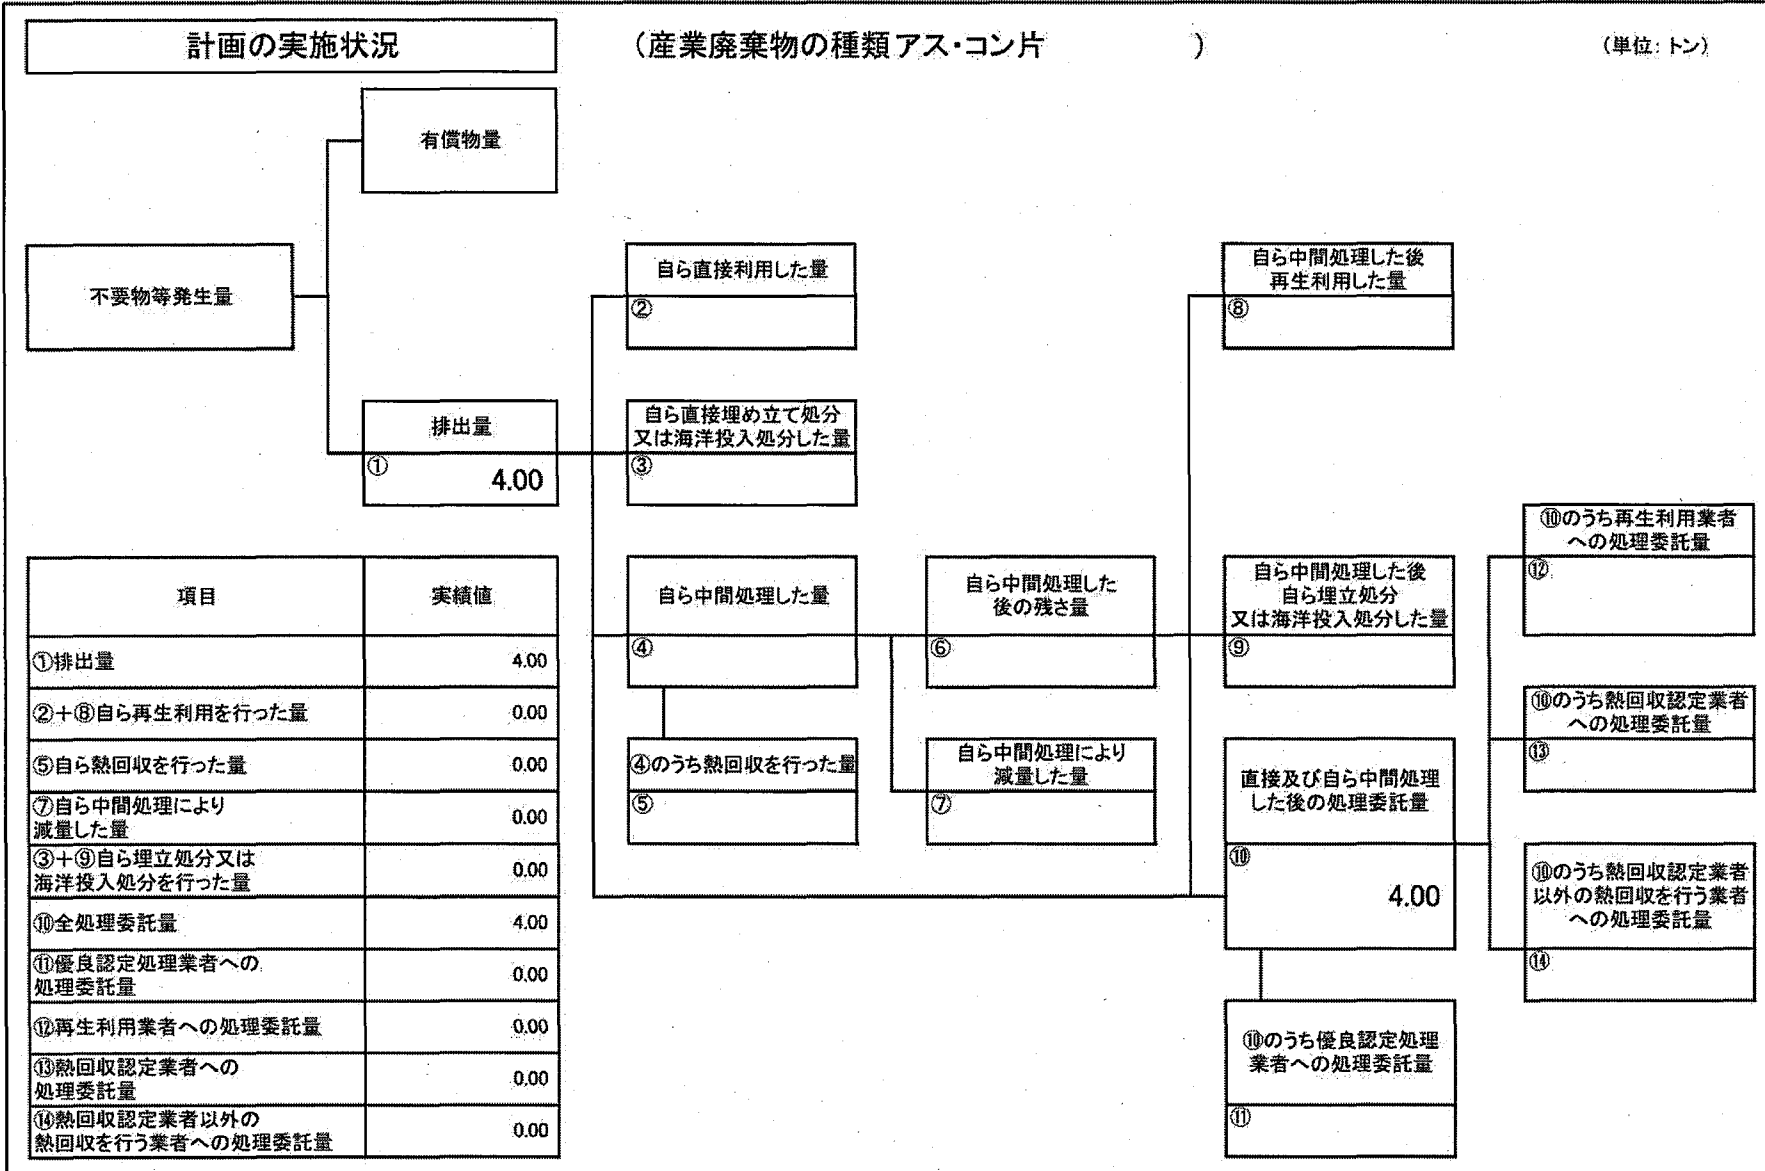 計画の実施状況
（産業廃棄物の種類アス・コン片　　　　　）
（単位：トン）
有償物量
不要物等発生量
自ら直接利用した量
②
自ら中間処理した後
再生利用した量
⑧
排出量
①
4.00
自ら直接埋め立て処分
又は海洋投入処分した量
③
自ら中間処理した量
④
自ら中間処理した
後の残さ量
⑥
自ら中間処理した後
自ら埋立処分
又は海洋投入処分した量
⑨
⑩のうち再生利用業者
への処理委託量
⑫
④のうち熱回収を行った量
⑤
自ら中間処理により
減量した量
⑦
直接及び自ら中間処理
した後の処理委託量
⑩
4.00
⑩のうち熱回収認定業者
への処理委託量
⑬
⑩のうち熱回収認定業者
以外の熱回収を行う業者
への処理委託量
⑭
⑩のうち優良認定処理
業者への処理委託量
⑪
項目 実績値
①排出量 4.00
②＋⑧自ら再生利用を行った量 0.00
⑤自ら熱回収を行った量 0.00
⑦自ら中間処理により
減量した量 0.00
③＋⑨自ら埋立処分又は
海洋投入処分を行った量 0.00
⑩全処理委託量 4.00
⑪優良認定処理業者への
処理委託量 0.00
⑫再生利用業者への処理委託量 0.00
⑬熱回収認定業者への
処理委託量 0.00
⑭熱回収認定業者以外の
熱回収を行う業者への処理委託量 0.00